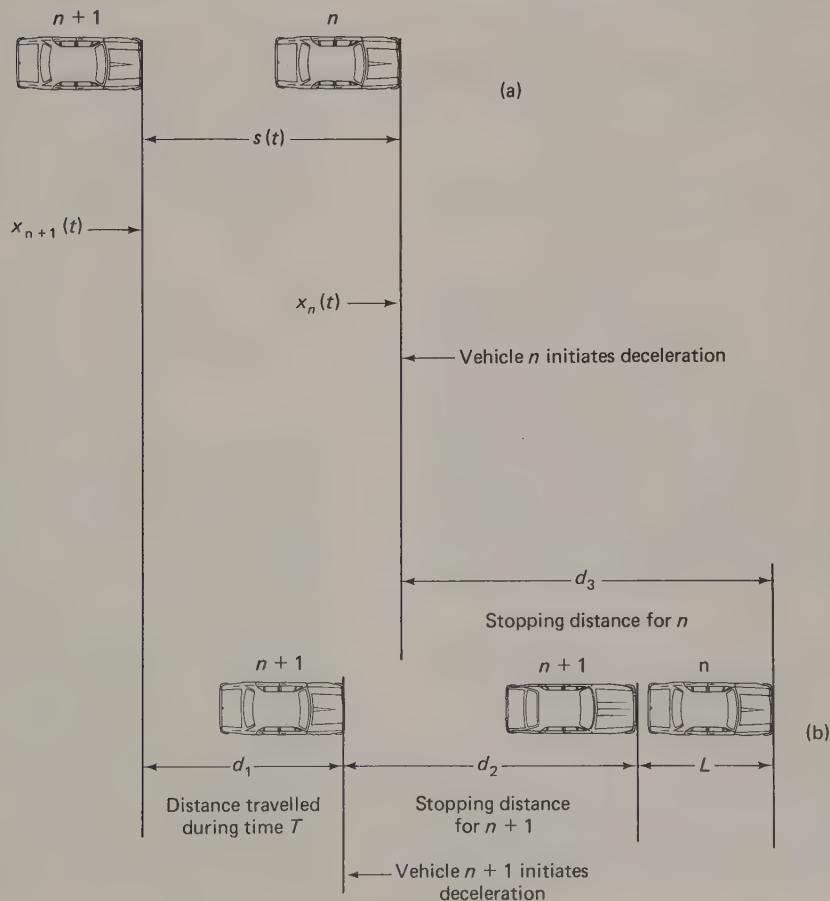 n + 1
n
(a)
s(t)
x_{n+1}(t)
x_n(t)
Vehicle n initiates deceleration
d_3
Stopping distance for n
n + 1
n + 1
n
(b)
d_1
d_2
L
Distance travelled
during time T
Stopping distance
for n + 1
Vehicle n + 1 initiates
deceleration